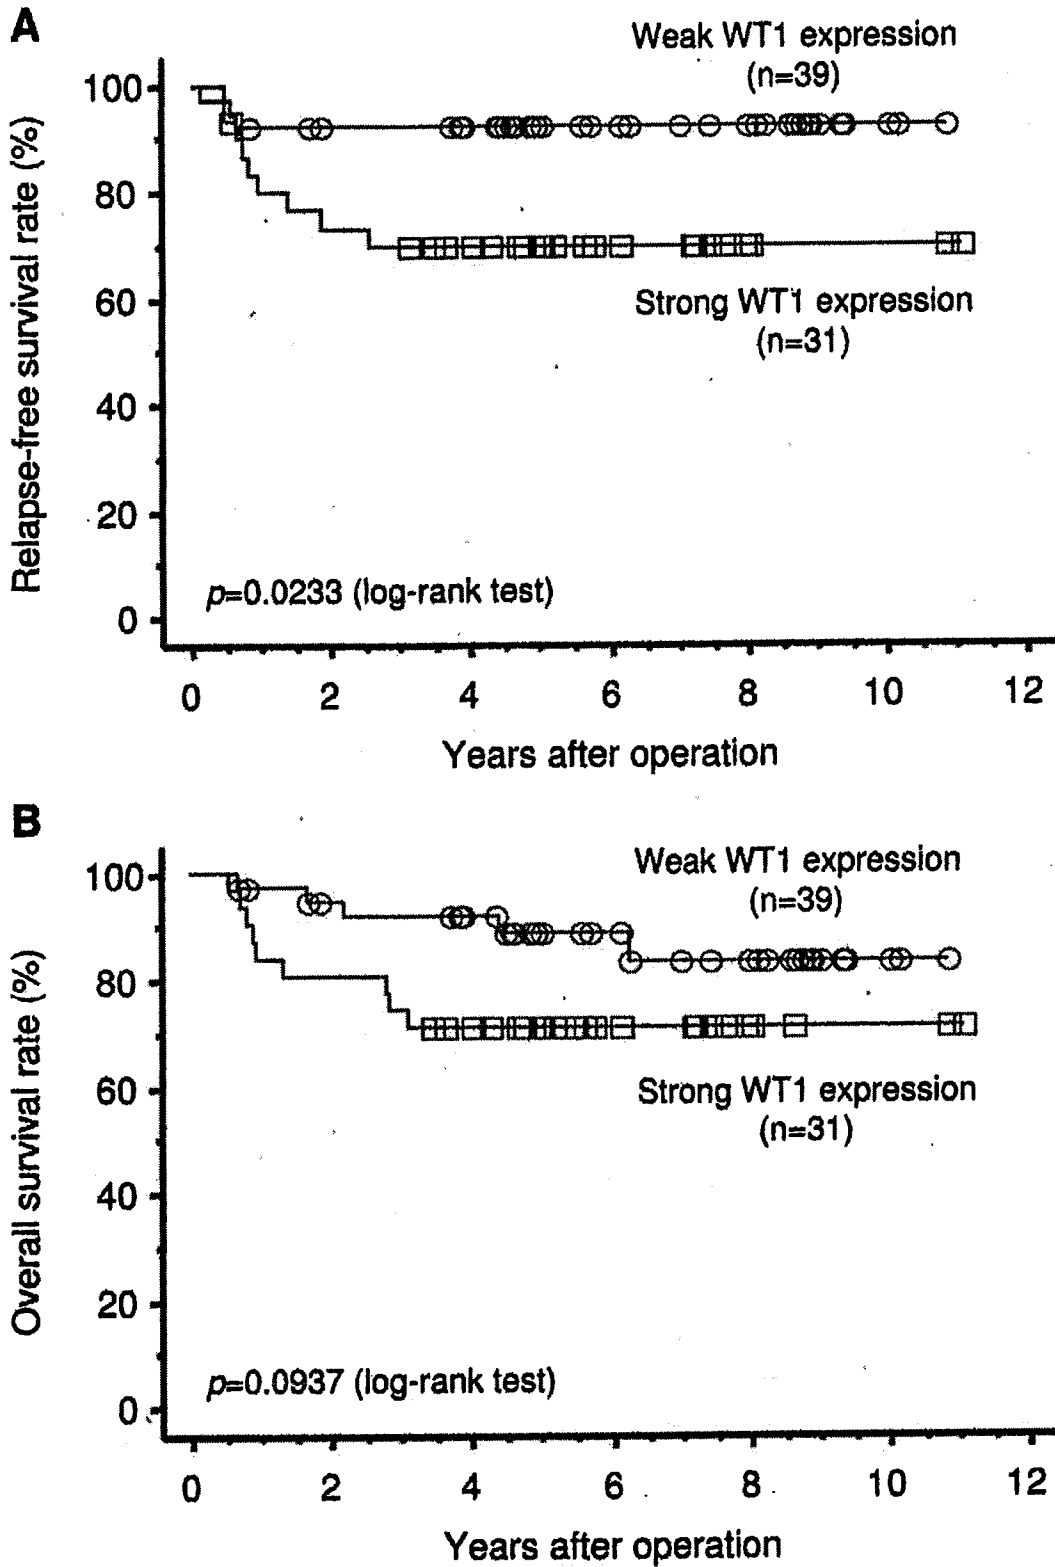 A
Weak WT1 expression
(n=39)
100
80
60
40
20
0
Relapse-free survival rate (%)
Strong WT1 expression
(n=31)
p=0.0233 (log-rank test)
0 2 4 6 8 10 12
Years after operation
B
Weak WT1 expression
(n=39)
100
80
60
40
20
0
Overall survival rate (%)
Strong WT1 expression
(n=31)
p=0.0937 (log-rank test)
0 2 4 6 8 10 12
Years after operation